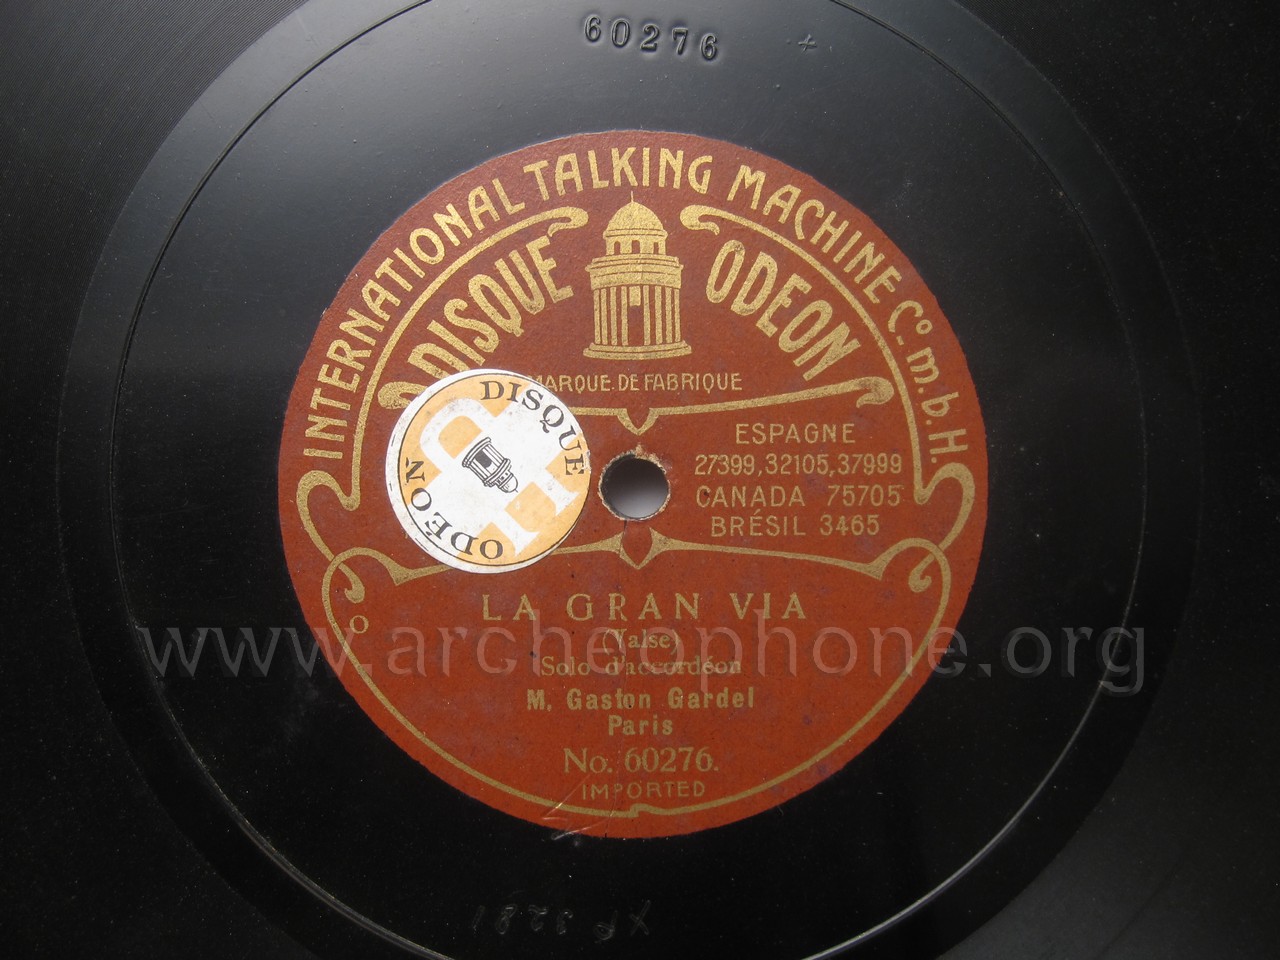 60276
INTERNATIONAL TALKING MACHINE Co. m. b. H.
DISQUE ODEON
MARQUE DE FABRIQUE
DISQUE
ODÉON
ESPAGNE
27399, 32105, 37999
CANADA 75705
BRÉSIL 3465
LA GRAN VIA
O
(Valse)
www.archeophone.org
Solo d'accordéon
M. Gaston Gardel
Paris
No. 60276.
IMPORTED